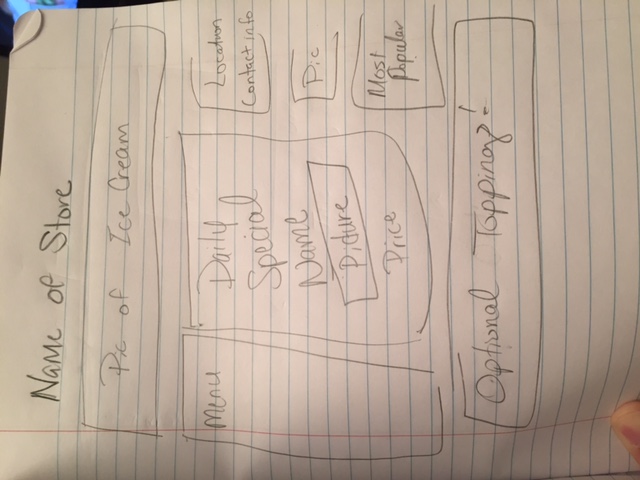 Name of Store
Pic of Ice Cream
Menu
Daily
Special
Name
Picture
Price
Location
Contact info
Pic
Most
Popular
Optional Toppings!